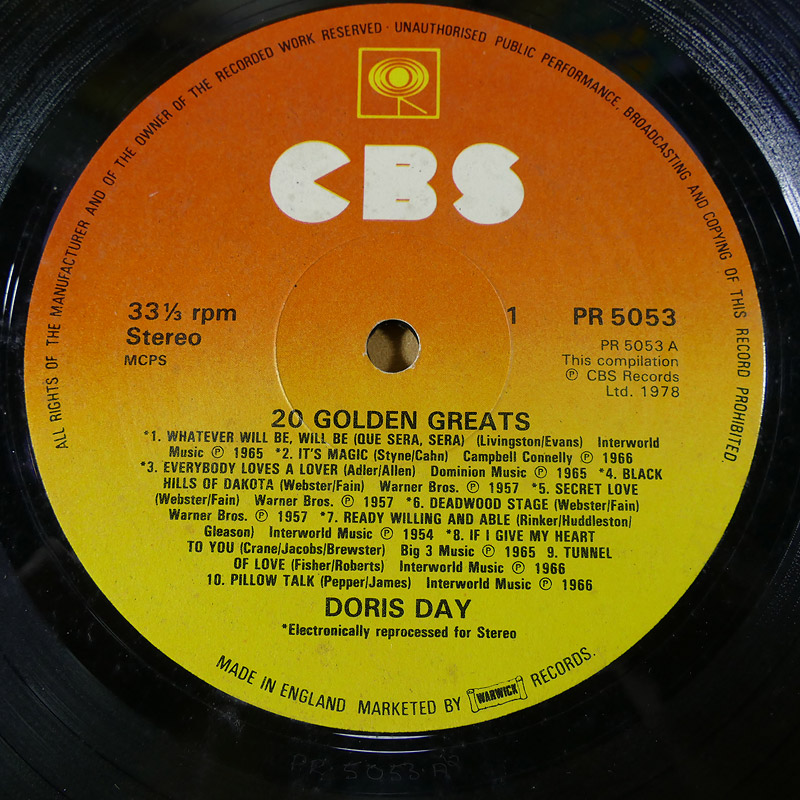 ALL RIGHTS OF THE MANUFACTURER AND OF THE OWNER OF THE RECORDED WORK RESERVED · UNAUTHORISED PUBLIC PERFORMANCE, BROADCASTING AND COPYING OF THIS RECORD PROHIBITED.
CBS
33⅓ rpm
Stereo
MCPS
1
PR 5053
PR 5053 A
This compilation
℗ CBS Records
Ltd. 1978
20 GOLDEN GREATS
*1. WHATEVER WILL BE, WILL BE (QUE SERA, SERA) (Livingston/Evans) Interworld
Music ℗ 1965 *2. IT'S MAGIC (Styne/Cahn) Campbell Connelly ℗ 1966
*3. EVERYBODY LOVES A LOVER (Adler/Allen) Dominion Music ℗ 1965 *4. BLACK
HILLS OF DAKOTA (Webster/Fain) Warner Bros. ℗ 1957 *5. SECRET LOVE
(Webster/Fain) Warner Bros. ℗ 1957 *6. DEADWOOD STAGE (Webster/Fain)
Warner Bros. ℗ 1957 *7. READY WILLING AND ABLE (Rinker/Huddleston/
Gleason) Interworld Music ℗ 1954 *8. IF I GIVE MY HEART
TO YOU (Crane/Jacobs/Brewster) Big 3 Music ℗ 1965 9. TUNNEL
OF LOVE (Fisher/Roberts) Interworld Music ℗ 1966
10. PILLOW TALK (Pepper/James) Interworld Music ℗ 1966
DORIS DAY
*Electronically reprocessed for Stereo
MADE IN ENGLAND MARKETED BY WARWICK RECORDS.